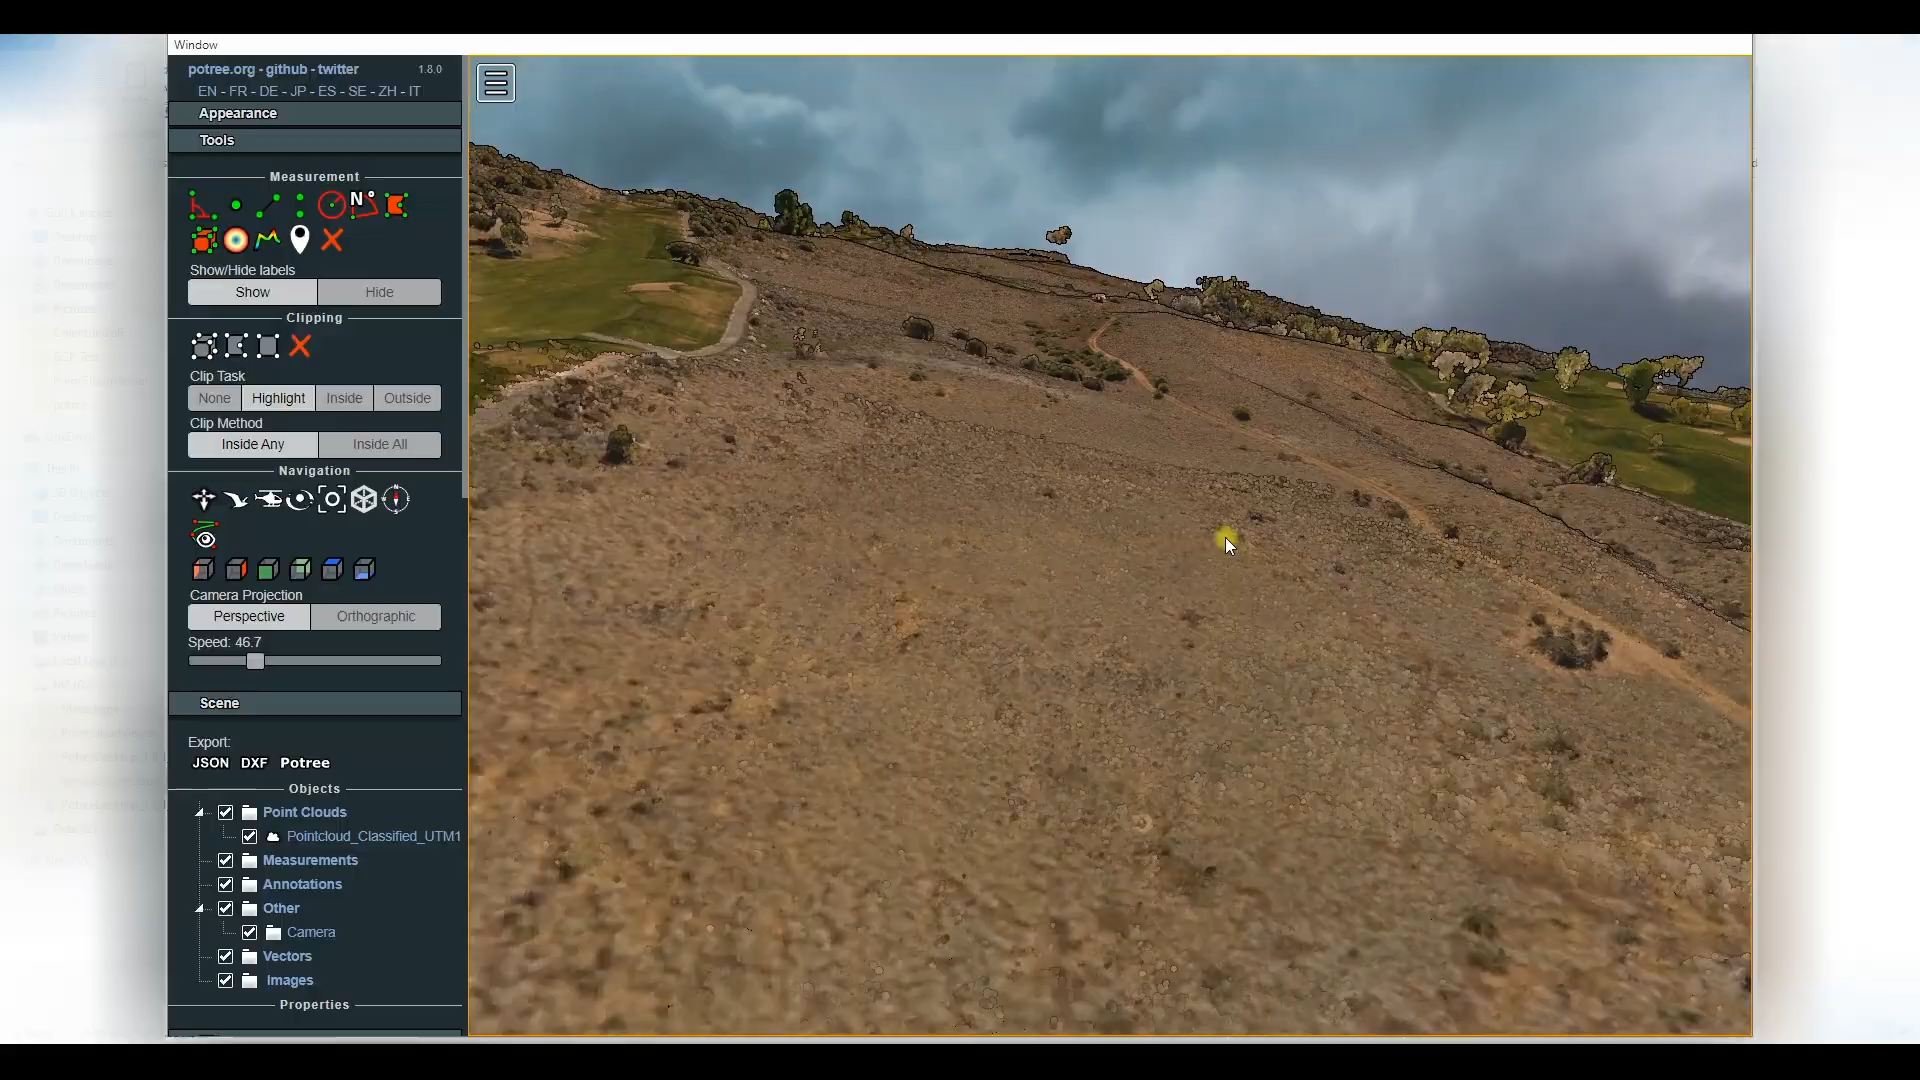 Window
potree.org - github - twitter 1.8.0
EN - FR - DE - JP - ES - SE - ZH - IT
Appearance
Tools
Measurement
N°
Show/Hide labels
Show Hide
Clipping
Clip Task
None Highlight Inside Outside
Clip Method
Inside Any Inside All
Navigation
Camera Projection
Perspective Orthographic
Speed: 46.7
Scene
Export:
JSON DXF Potree
Objects
Point Clouds
Pointcloud_Classified_UTM1
Measurements
Annotations
Other
Camera
Vectors
Images
Properties